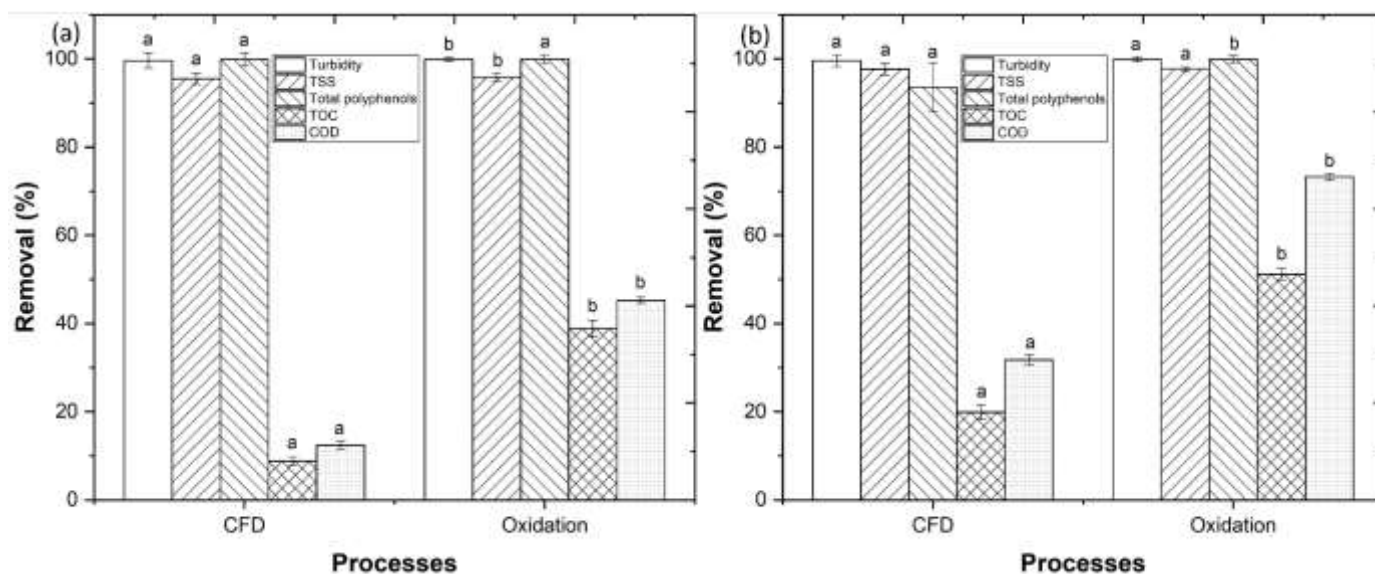 (a)
100
80
60
40
20
0
Removal (%)
a
a
a
a
a
b
b
a
b
b
Turbidity
TSS
Total polyphenols
TOC
COD
CFD
Oxidation
Processes
(b)
100
80
60
40
20
0
Removal (%)
a
a
a
a
a
a
a
b
b
b
Turbidity
TSS
Total polyphenols
TOC
COD
CFD
Oxidation
Processes